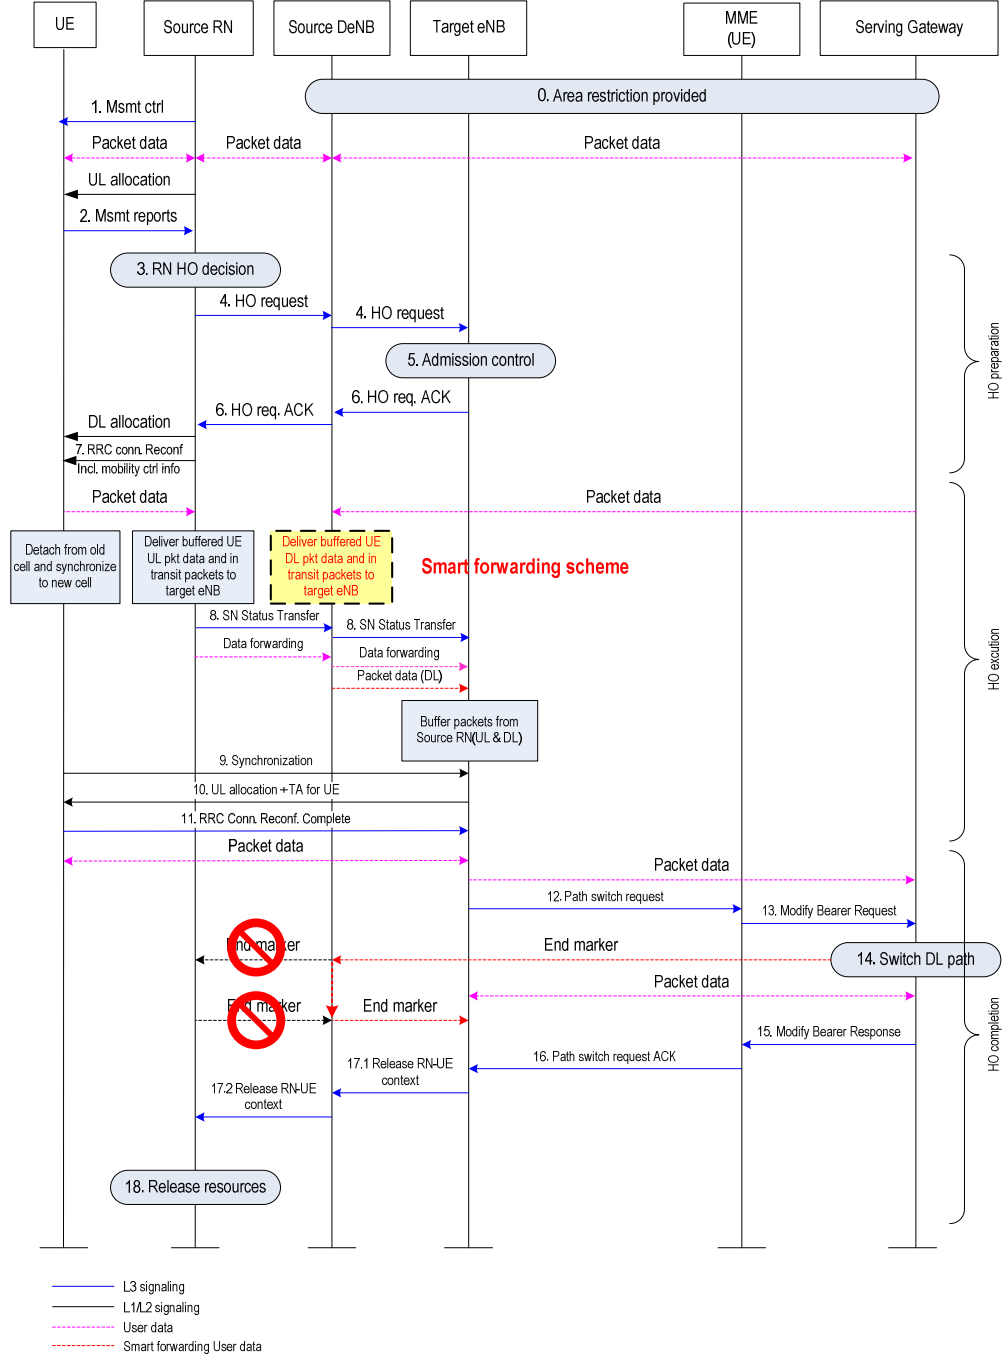 UE
Source RN
Source DeNB
Target eNB
MME
(UE)
Serving Gateway
0. Area restriction provided
1. Msmt ctrl
Packet data
Packet data
Packet data
UL allocation
2. Msmt reports
3. RN HO decision
4. HO request
4. HO request
5. Admission control
6. HO req. ACK
6. HO req. ACK
DL allocation
7. RRC conn. Reconf
Incl. mobility ctrl info
HO preparation
Packet data
Packet data
Detach from old
cell and synchronize
to new cell
Deliver buffered UE
UL pkt data and in
transit packets to
target eNB
Deliver buffered UE
DL pkt data and in
transit packets to
target eNB
Smart forwarding scheme
8. SN Status Transfer
8. SN Status Transfer
Data forwarding
Data forwarding
Packet data (DL)
Buffer packets from
Source RN(UL & DL)
9. Synchronization
10. UL allocation +TA for UE
11. RRC Conn. Reconf. Complete
HO excution
Packet data
Packet data
12. Path switch request
13. Modify Bearer Request
End marker
End marker
14. Switch DL path
Packet data
End marker
End marker
15. Modify Bearer Response
16. Path switch request ACK
17.1 Release RN-UE
context
17.2 Release RN-UE
context
HO completion
18. Release resources
L3 signaling
L1/L2 signaling
User data
Smart forwarding User data